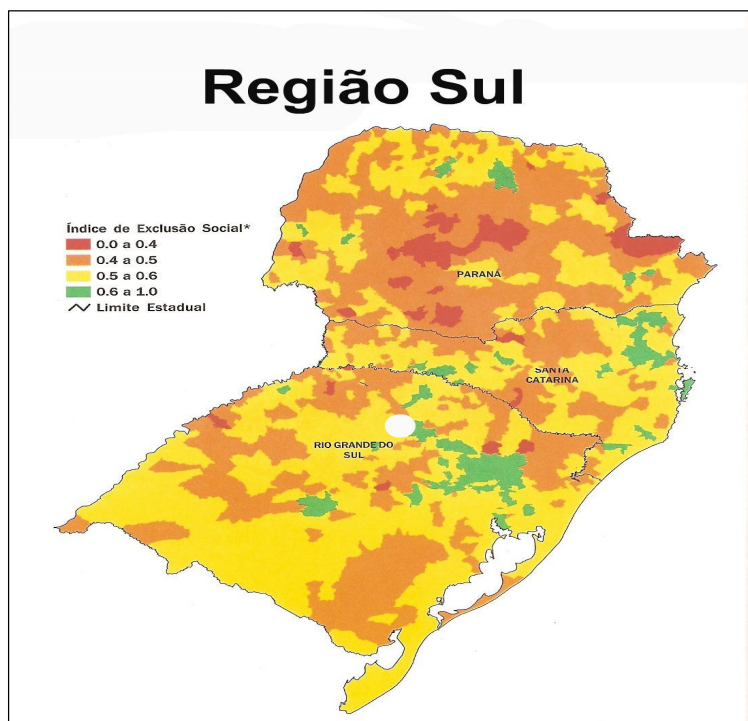 Região Sul
Índice de Exclusão Social*
0.0 a 0.4
0.4 a 0.5
0.5 a 0.6
0.6 a 1.0
Limite Estadual
PARANÁ
SANTA
CATARINA
RIO GRANDE DO
SUL